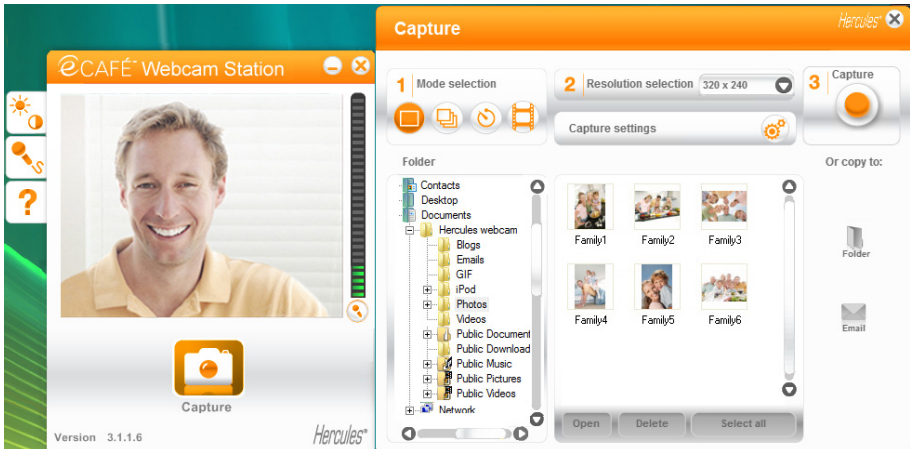 eCAFÉ™ Webcam Station
Capture
Version 3.1.1.6
Hercules®
Capture
Hercules®
1 Mode selection
2 Resolution selection 320 x 240
3 Capture
Capture settings
Folder
Or copy to:
Contacts
Desktop
Documents
Hercules webcam
Blogs
Emails
GIF
iPod
Photos
Videos
Public Document
Public Download
Public Music
Public Pictures
Public Videos
Network
Family1 Family2 Family3
Family4 Family5 Family6
Folder
Email
Open Delete Select all
?